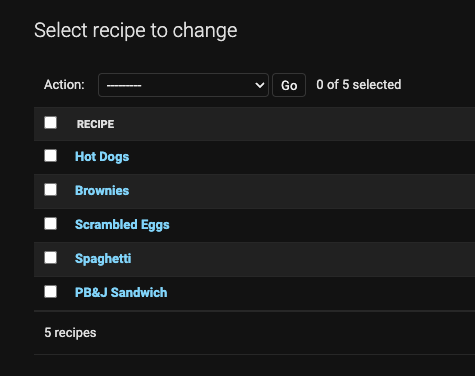 Select recipe to change
Action: --------- Go 0 of 5 selected
RECIPE
Hot Dogs
Brownies
Scrambled Eggs
Spaghetti
PB&J Sandwich
5 recipes